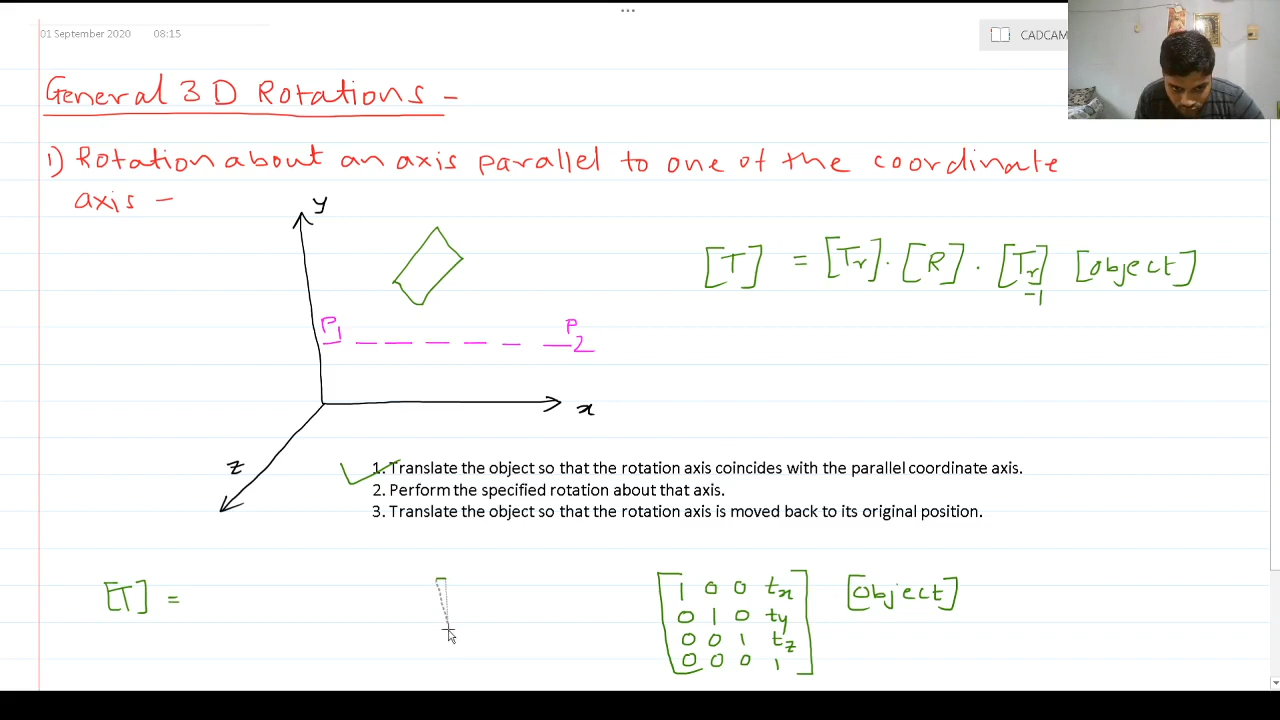 01 September 2020 08:15
CADCAM
General 3D Rotations -
1) Rotation about an axis parallel to one of the coordinate
axis -
y
[T] = [Tr] . [R] . [Tr]-1 [object]
P1 P2
x
z
1. Translate the object so that the rotation axis coincides with the parallel coordinate axis.
2. Perform the specified rotation about that axis.
3. Translate the object so that the rotation axis is moved back to its original position.
[T] = [object]
1 0 0 tx
0 1 0 ty
0 0 1 tz
0 0 0 1